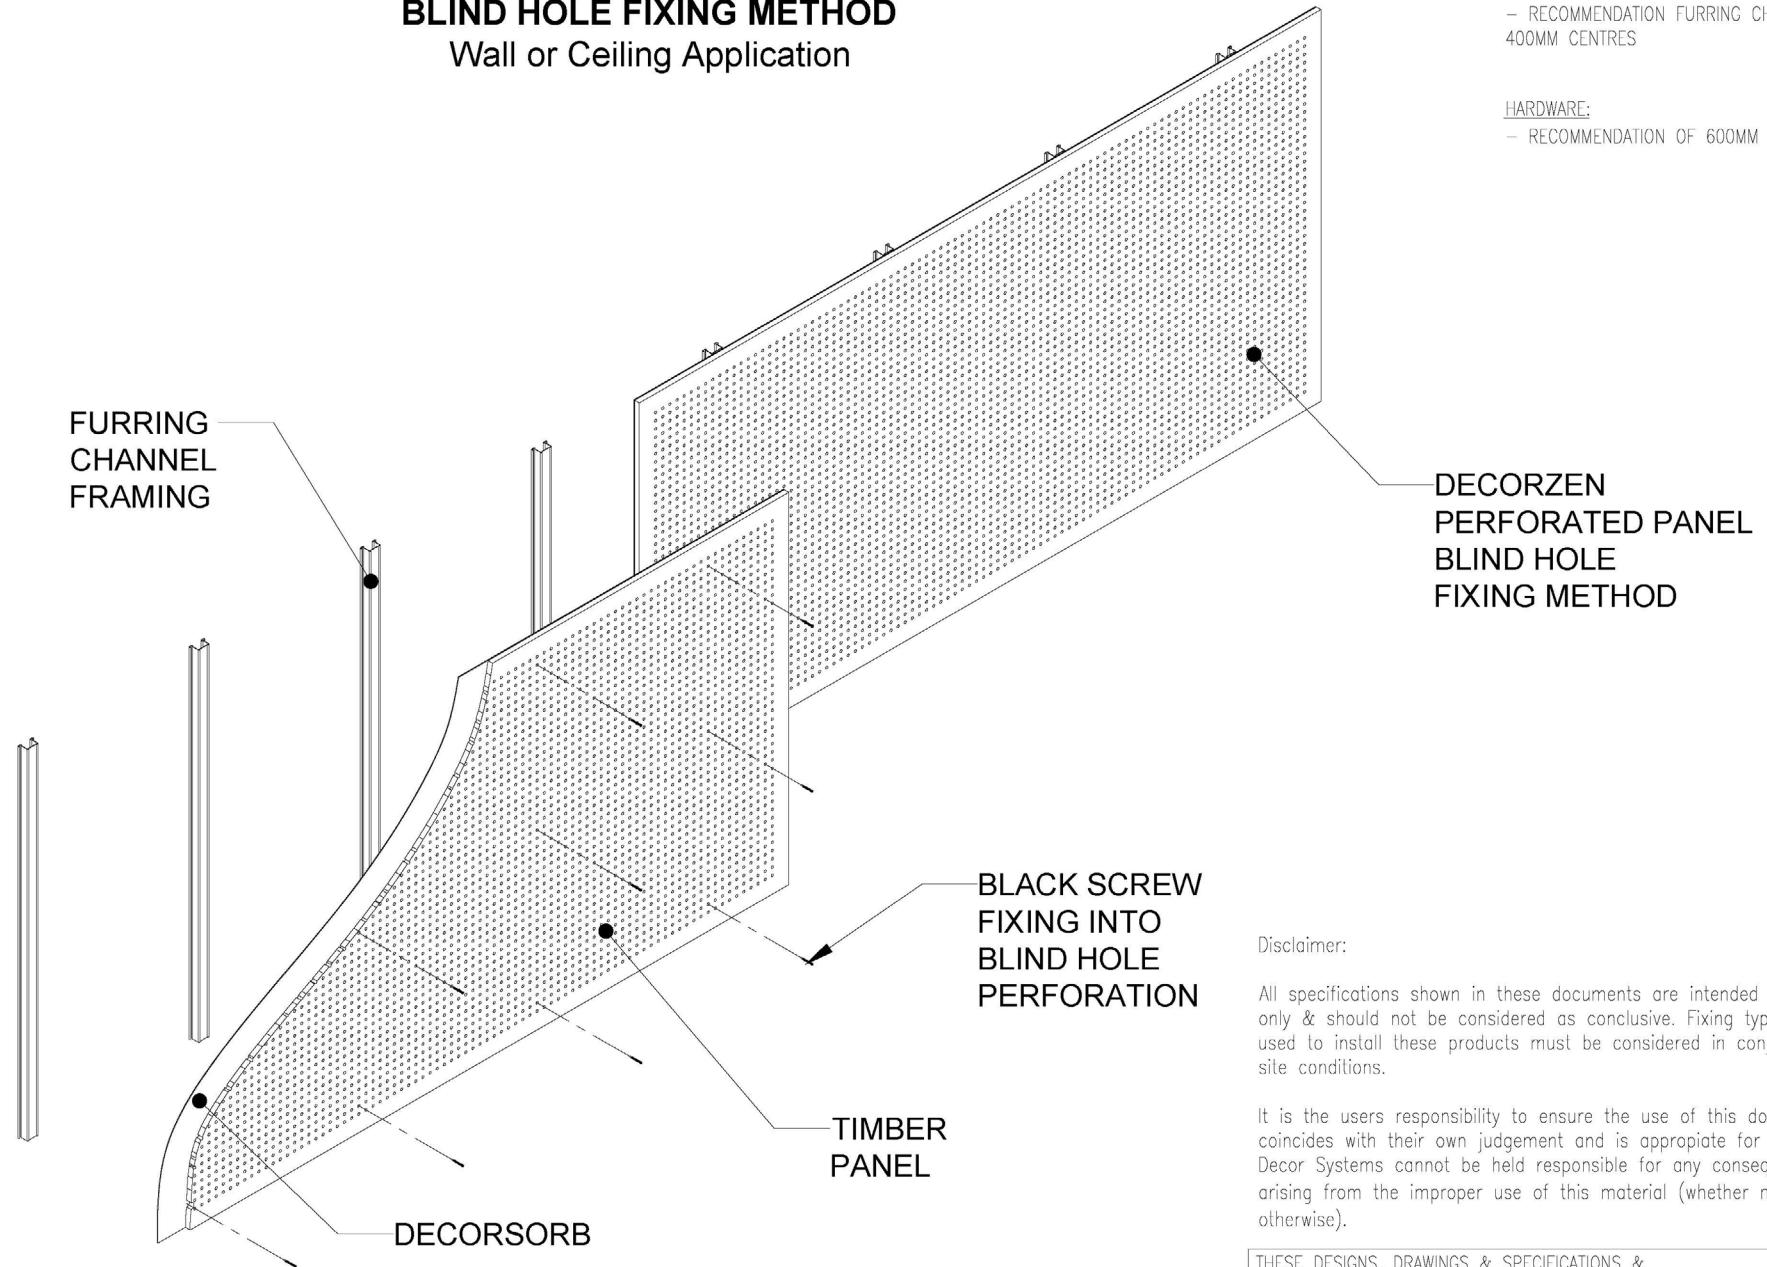 BLIND HOLE FIXING METHOD
Wall or Ceiling Application
– RECOMMENDATION FURRING
400MM CENTRES
HARDWARE:
– RECOMMENDATION OF 600MM
FURRING
CHANNEL
FRAMING
DECORZEN
PERFORATED PANEL
BLIND HOLE
FIXING METHOD
BLACK SCREW
FIXING INTO
BLIND HOLE
PERFORATION
TIMBER
PANEL
DECORSORB
Disclaimer:
All specifications shown in these documents are intended
only & should not be considered as conclusive. Fixing
used to install these products must be considered in
site conditions.
It is the users responsibility to ensure the use of this
coincides with their own judgement and is appropiate for
Decor Systems cannot be held responsible for any
arising from the improper use of this material (whether
otherwise).
THESE DESIGNS, DRAWINGS & SPECIFICATIONS &